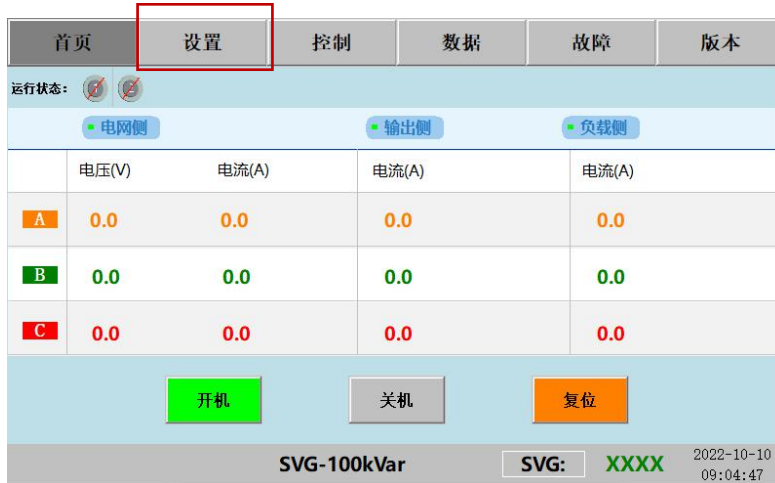 首页 设置 控制 数据 故障 版本
运行状态：
电网侧 输出侧 负载侧
电压(V) 电流(A) 电流(A) 电流(A)
A 0.0 0.0 0.0 0.0
B 0.0 0.0 0.0 0.0
C 0.0 0.0 0.0 0.0
开机 关机 复位
SVG-100kVar SVG: XXXX 2022-10-10
09:04:47